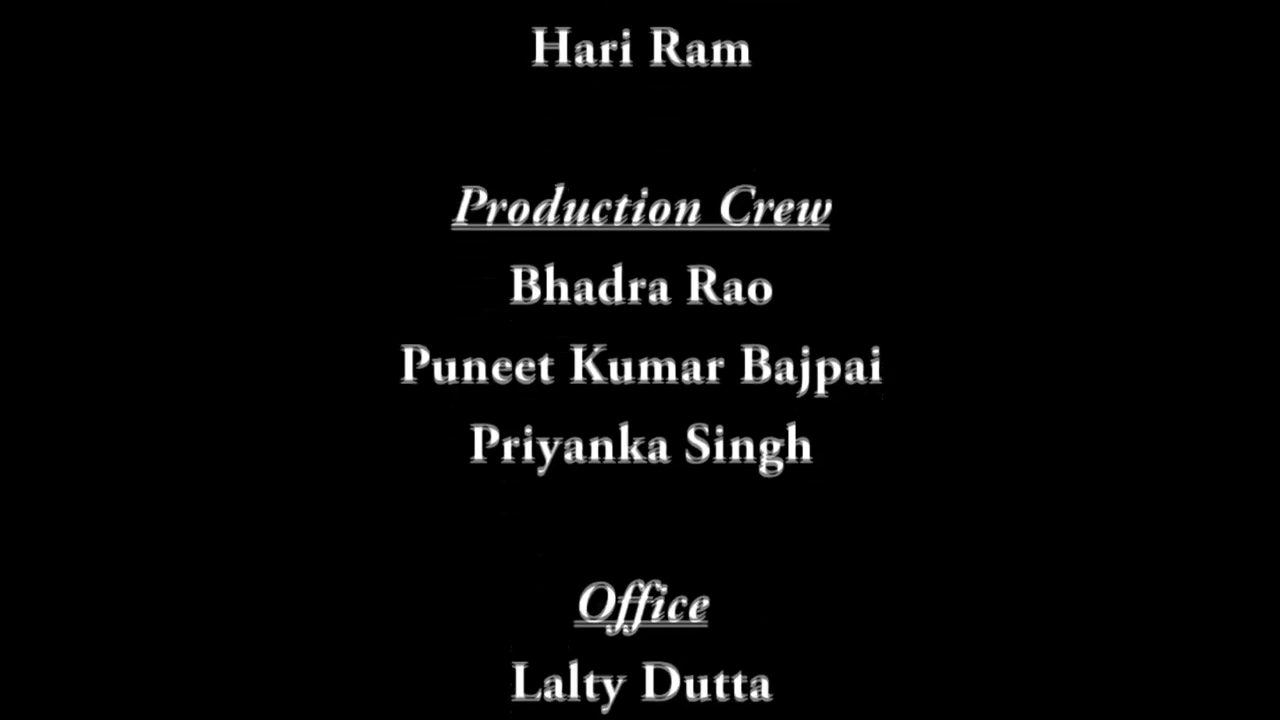 Hari Ram
Production Crew
Bhadra Rao
Puneet Kumar Bajpai
Priyanka Singh
Office
Lalty Dutta